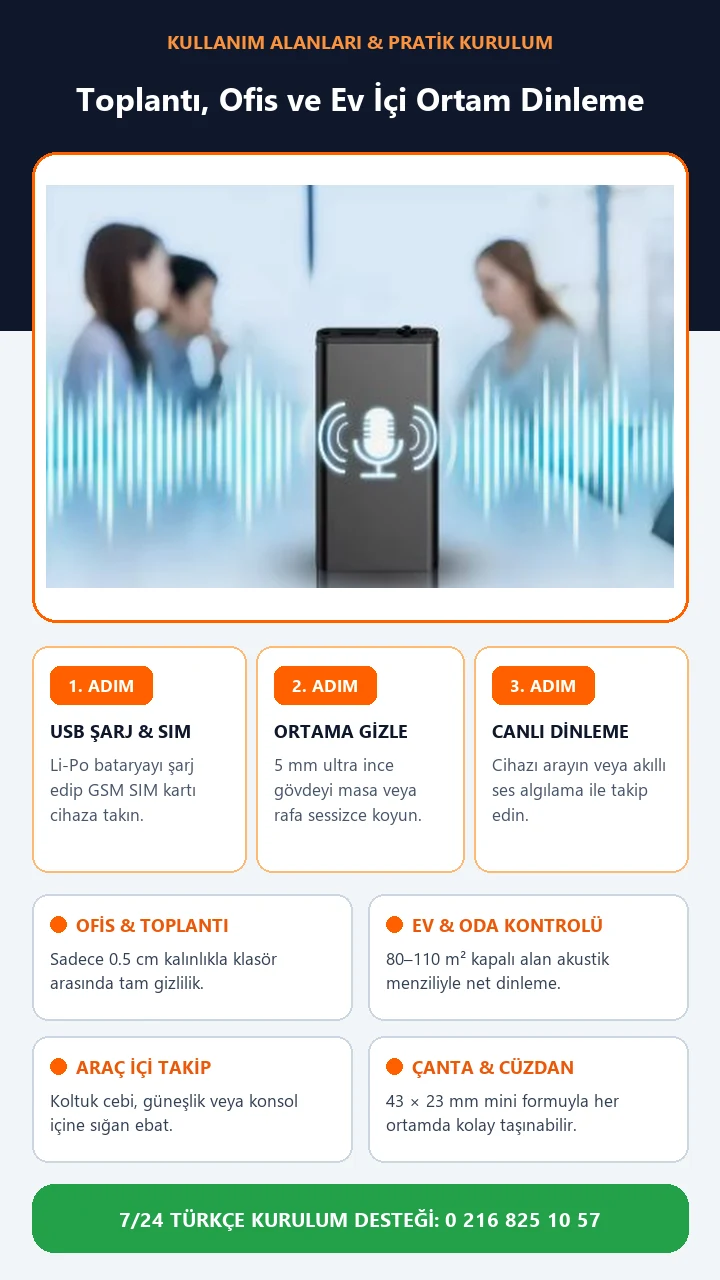 KULLANIM ALANLARI & PRATİK KURULUM
Toplantı, Ofis ve Ev İçi Ortam Dinleme
1. ADIM
USB ŞARJ & SIM
Li-Po bataryayı şarj
edip GSM SIM kartı
cihaza takın.
2. ADIM
ORTAMA GİZLE
5 mm ultra ince
gövdeyi masa veya
rafa sessizce koyun.
3. ADIM
CANLI DİNLEME
Cihazı arayın veya akıllı
ses algılama ile takip
edin.
OFİS & TOPLANTI
Sadece 0.5 cm kalınlıkla klasör
arasında tam gizlilik.
EV & ODA KONTROLÜ
80–110 m² kapalı alan akustik
menziliyle net dinleme.
ARAÇ İÇİ TAKİP
Koltuk cebi, güneşlik veya konsol
içine sığan ebat.
ÇANTA & CÜZDAN
43 × 23 mm mini formuyla her
ortamda kolay taşınabilir.
7/24 TÜRKÇE KURULUM DESTEĞİ: 0 216 825 10 57